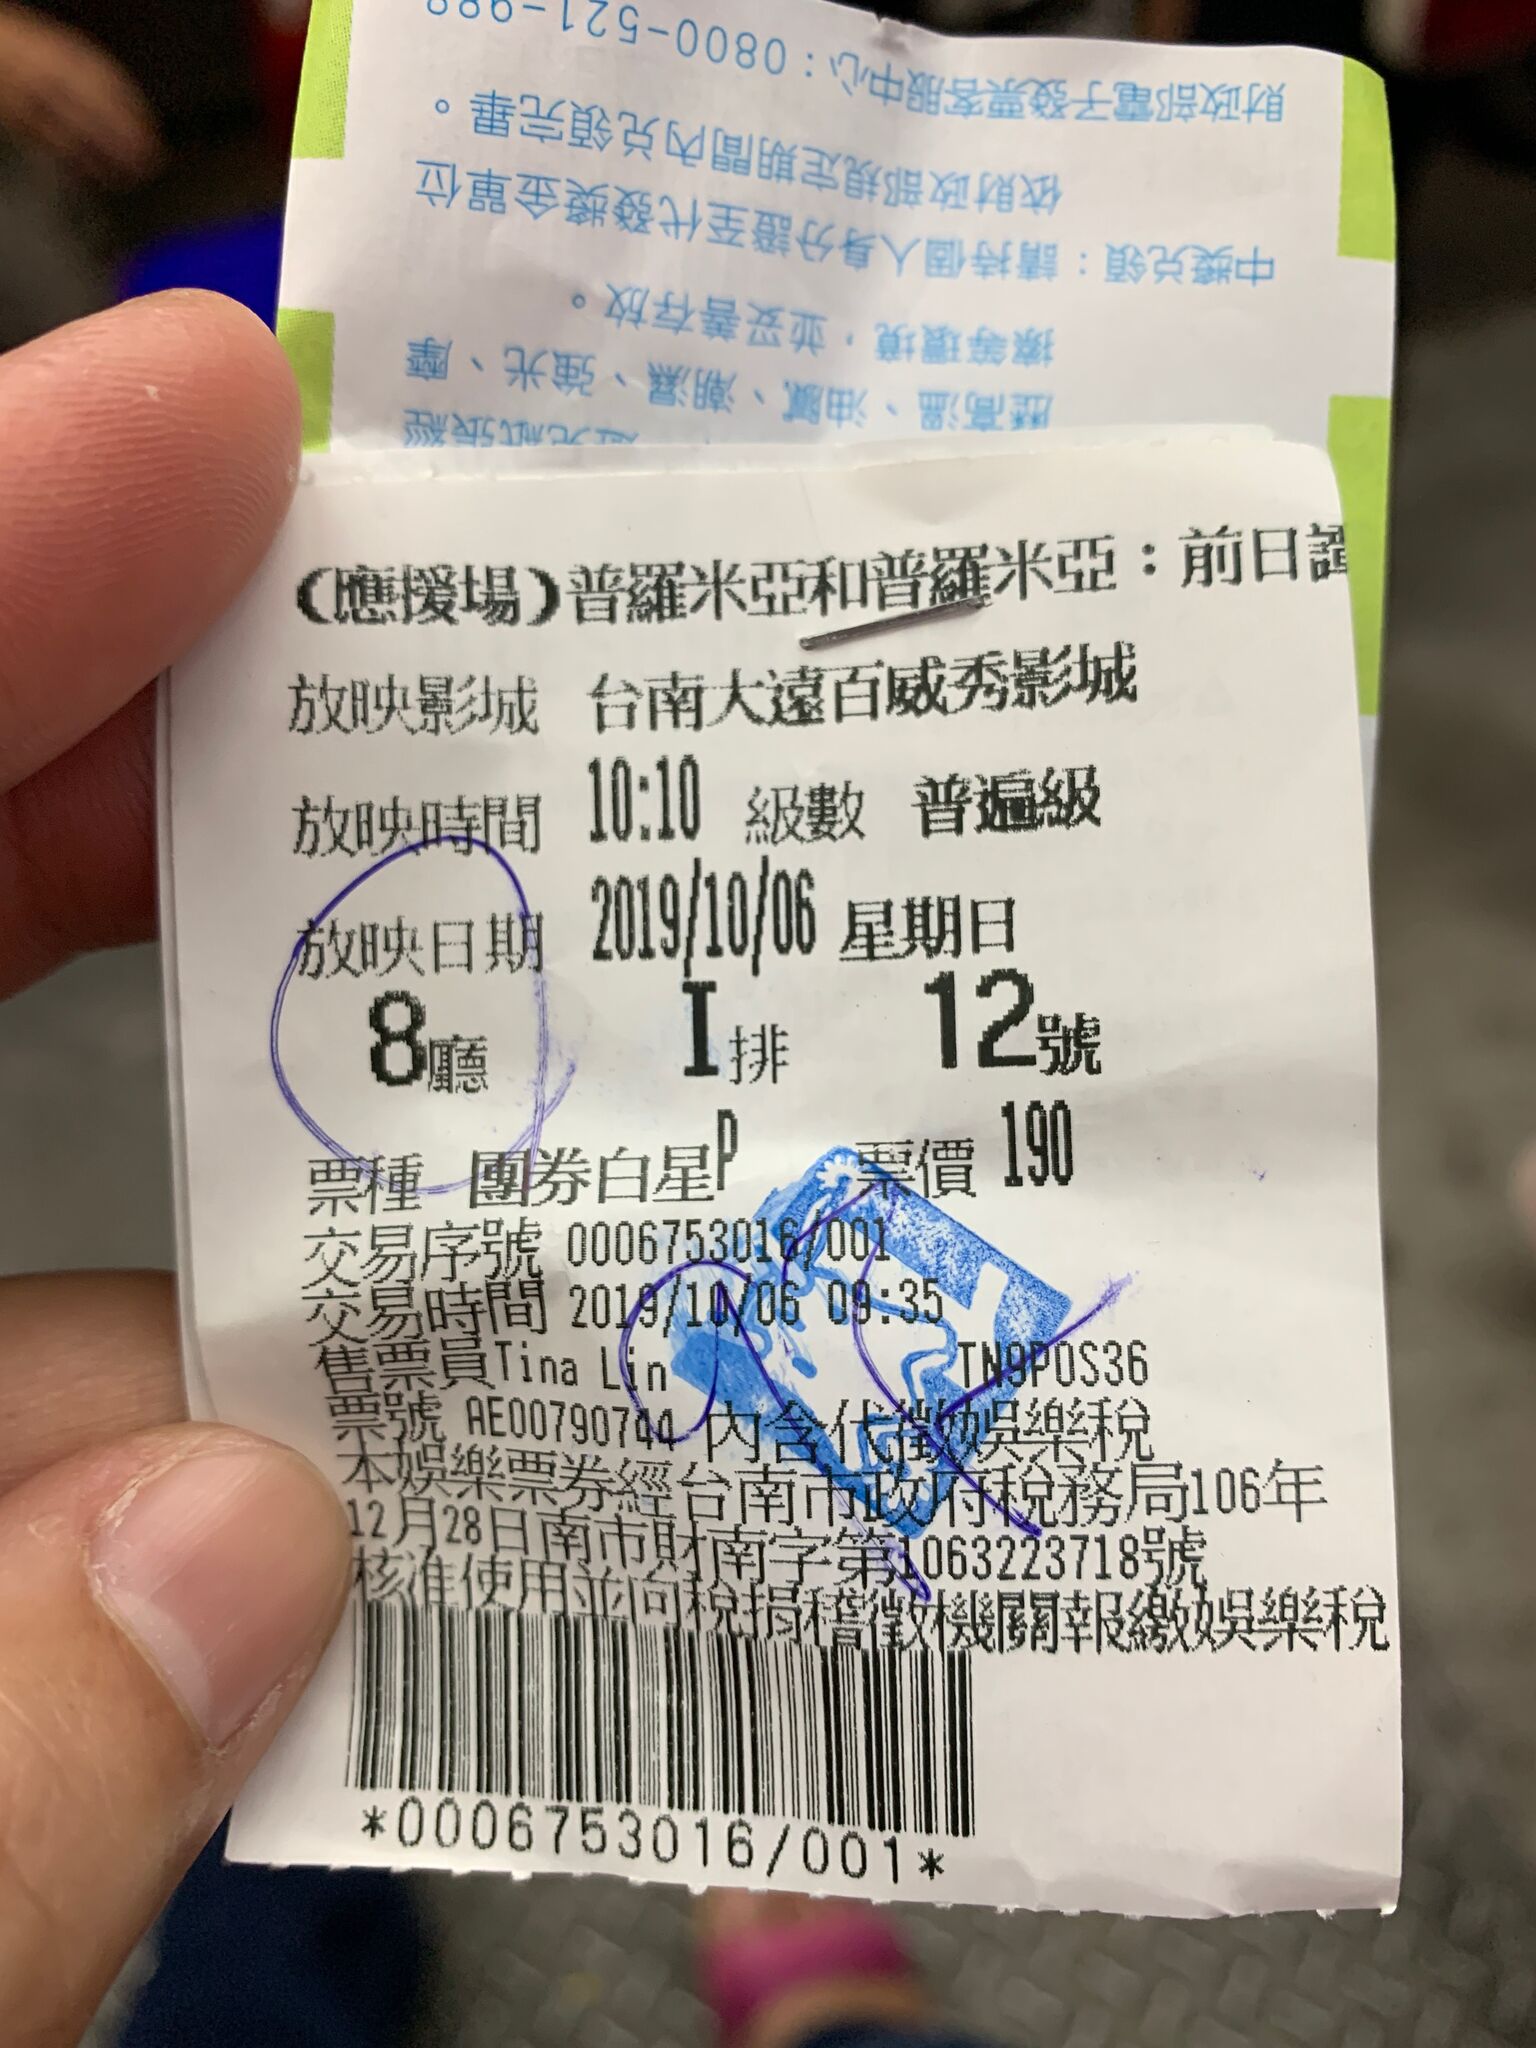 財政部電子發票客服中心：0800-521-988
依財政部規定期間內兌領完畢。
中獎兌領：請持個人身分證至代發獎金單位
擦等環境，並妥善存放。
歷高溫、油膩、潮濕、強光、摩
紙張經
(應援場)普羅米亞和普羅米亞：前日譚
放映影城 台南大遠百威秀影城
放映時間 10:10 級數 普遍級
放映日期 2019/10/06 星期日
8廳 I排 12號
票種 團券白星P 票價 190
交易序號 0006753016/001
交易時間 2019/10/06 09:35
售票員Tina Lin TN9POS36
票號 AE00790744 內含代徵娛樂稅
本娛樂票券經台南市政府稅務局106年
12月28日南市財南字第1063223718號
核准使用並向稅捐稽徵機關報繳娛樂稅
*0006753016/001*